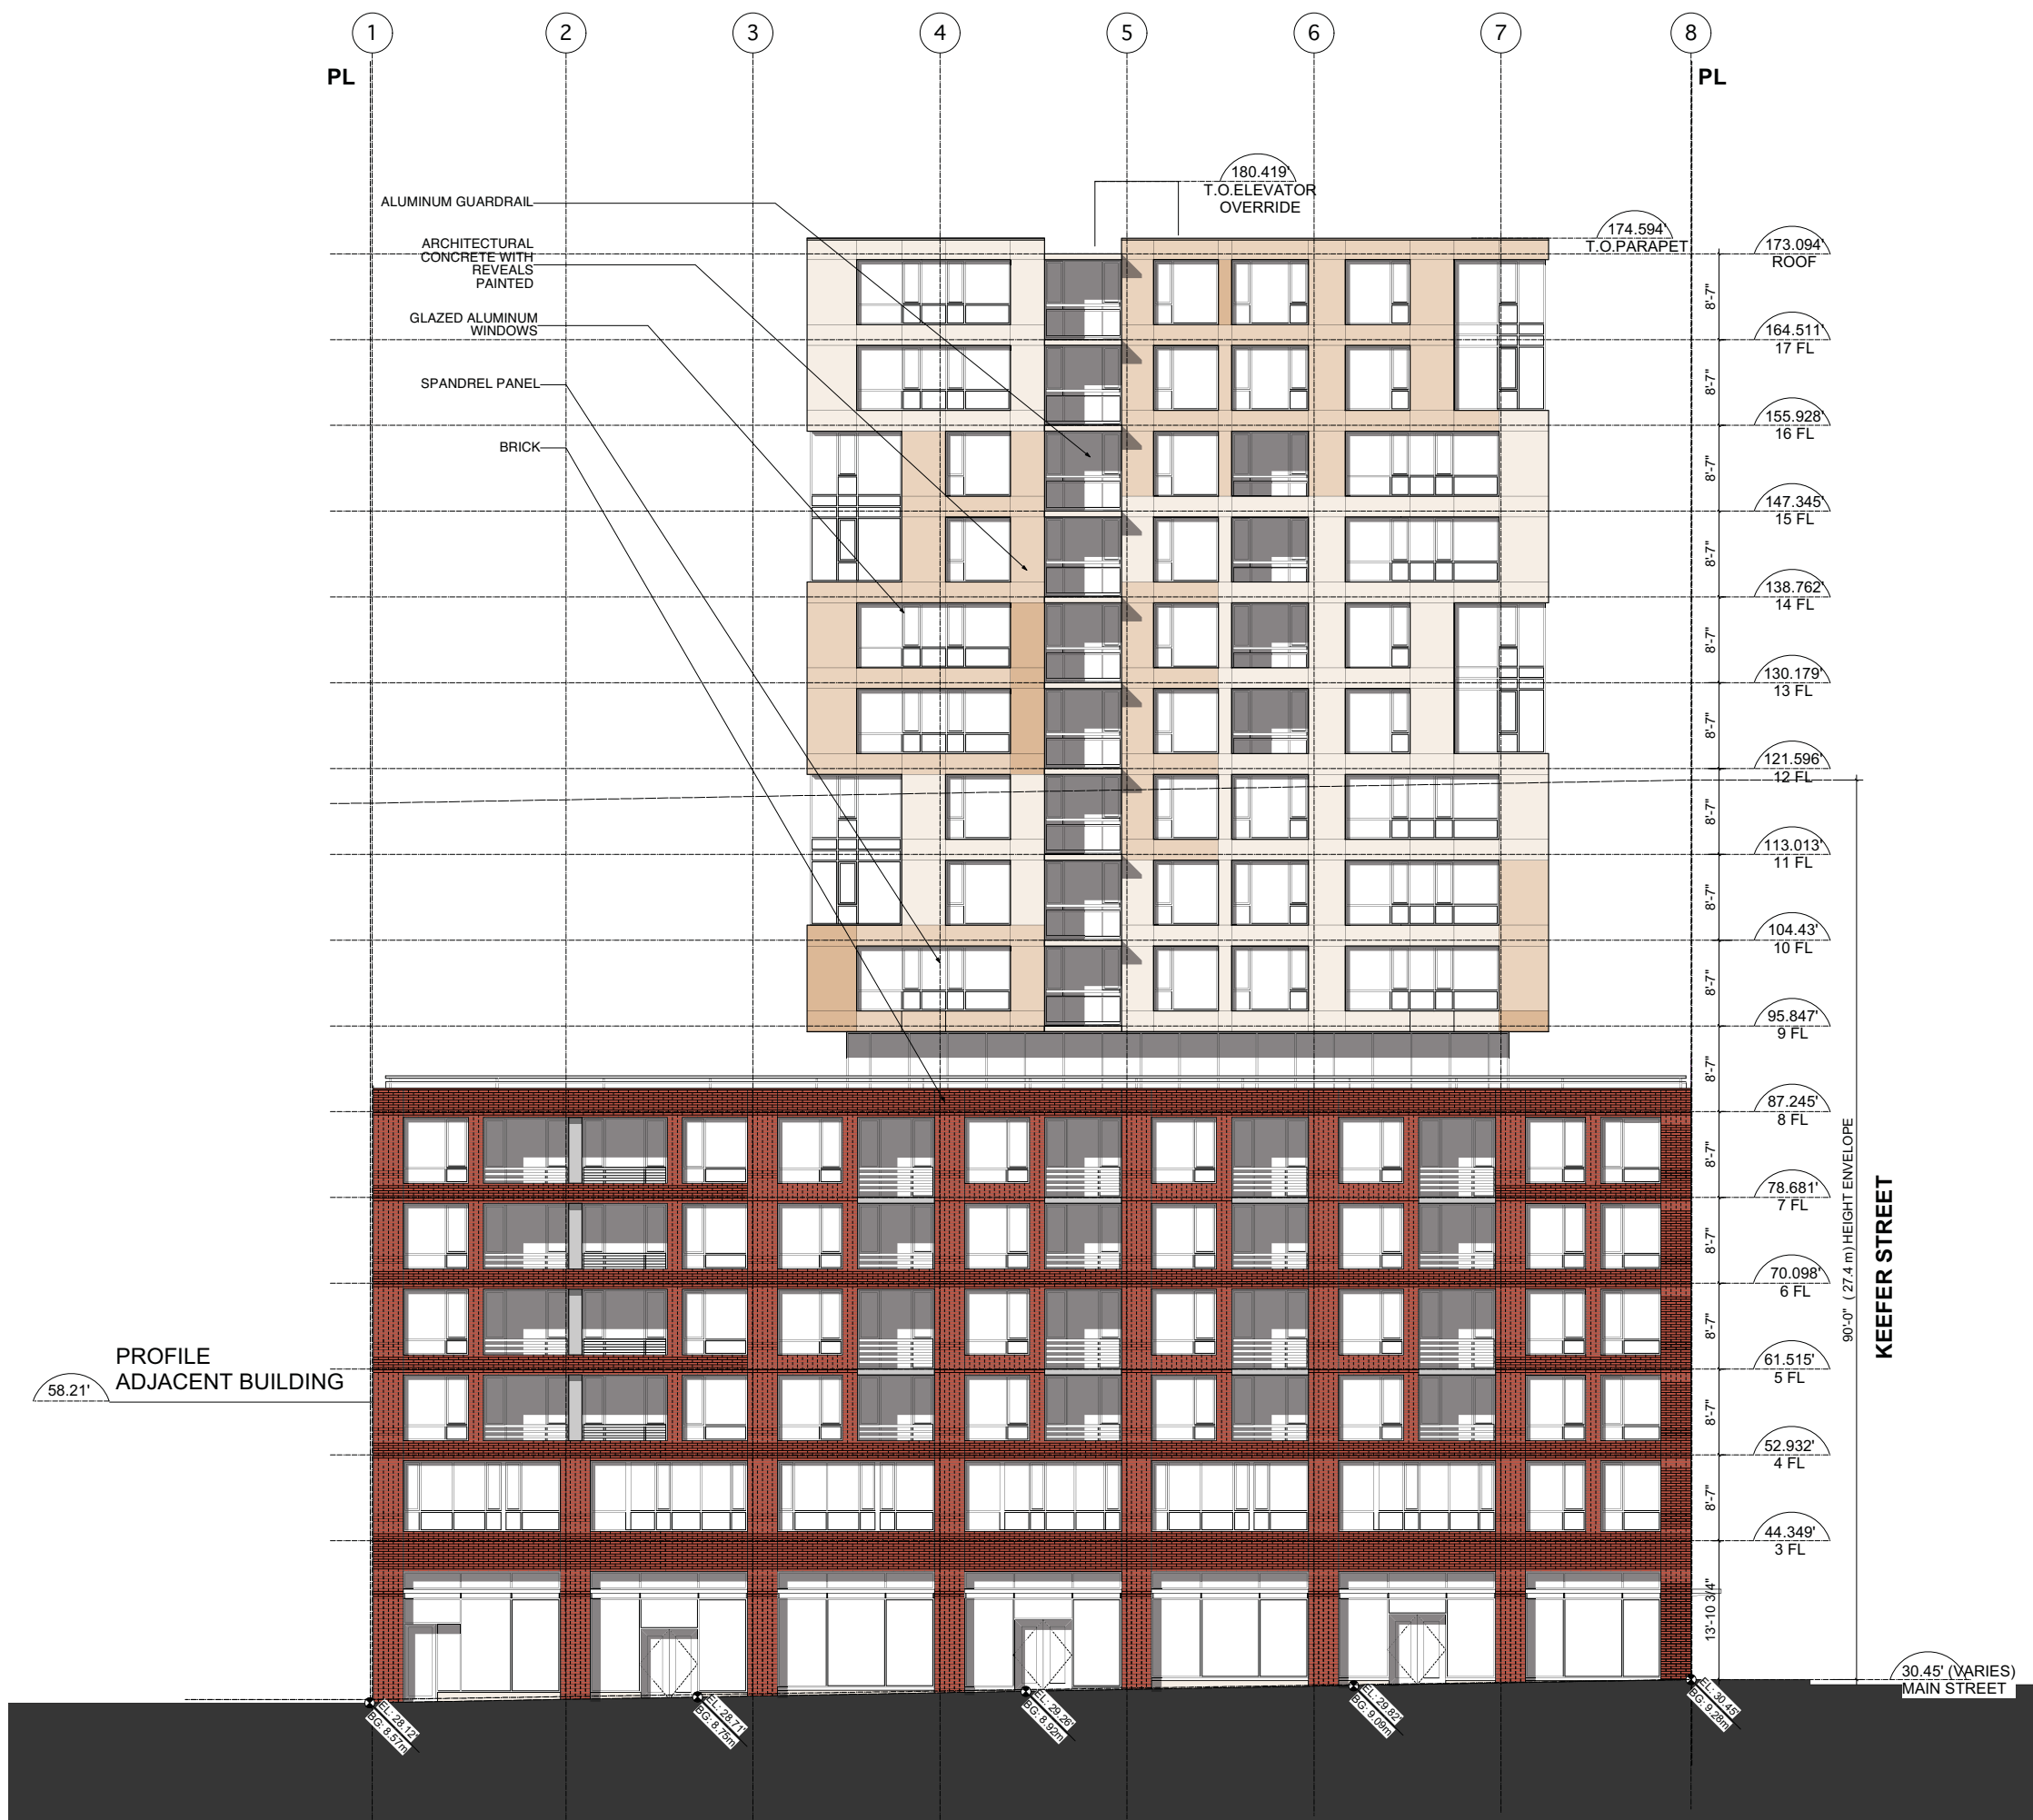 1 2 3 4 5 6 7 8
PL PL
180.419'
T.O.ELEVATOR
OVERRIDE
ALUMINUM GUARDRAIL
174.594'
T.O.PARAPET
173.094'
ROOF
ARCHITECTURAL
CONCRETE WITH
REVEALS
PAINTED
8'-7"
GLAZED ALUMINUM
WINDOWS
164.511'
17 FL
8'-7"
SPANDREL PANEL
155.928'
16 FL
BRICK
8'-7"
147.345'
15 FL
8'-7"
138.762'
14 FL
8'-7"
130.179'
13 FL
8'-7"
121.596'
12 FL
8'-7"
113.013'
11 FL
8'-7"
104.43'
10 FL
8'-7"
95.847'
9 FL
8'-7"
87.245'
8 FL
8'-7"
78.681'
7 FL
8'-7"
70.098'
6 FL
8'-7"
61.515'
5 FL
8'-7"
52.932'
4 FL
8'-7"
44.349'
3 FL
13'-10 3/4"
90'-0" ( 27.4 m) HEIGHT ENVELOPE
KEEFER STREET
PROFILE
ADJACENT BUILDING
58.21'
30.45' (VARIES)
MAIN STREET
EL: 28.12'
BG: 8.57m
EL: 28.71'
BG: 8.75m
EL: 29.26'
BG: 8.92m
EL: 29.82'
BG: 9.09m
EL: 30.45'
BG: 9.28m